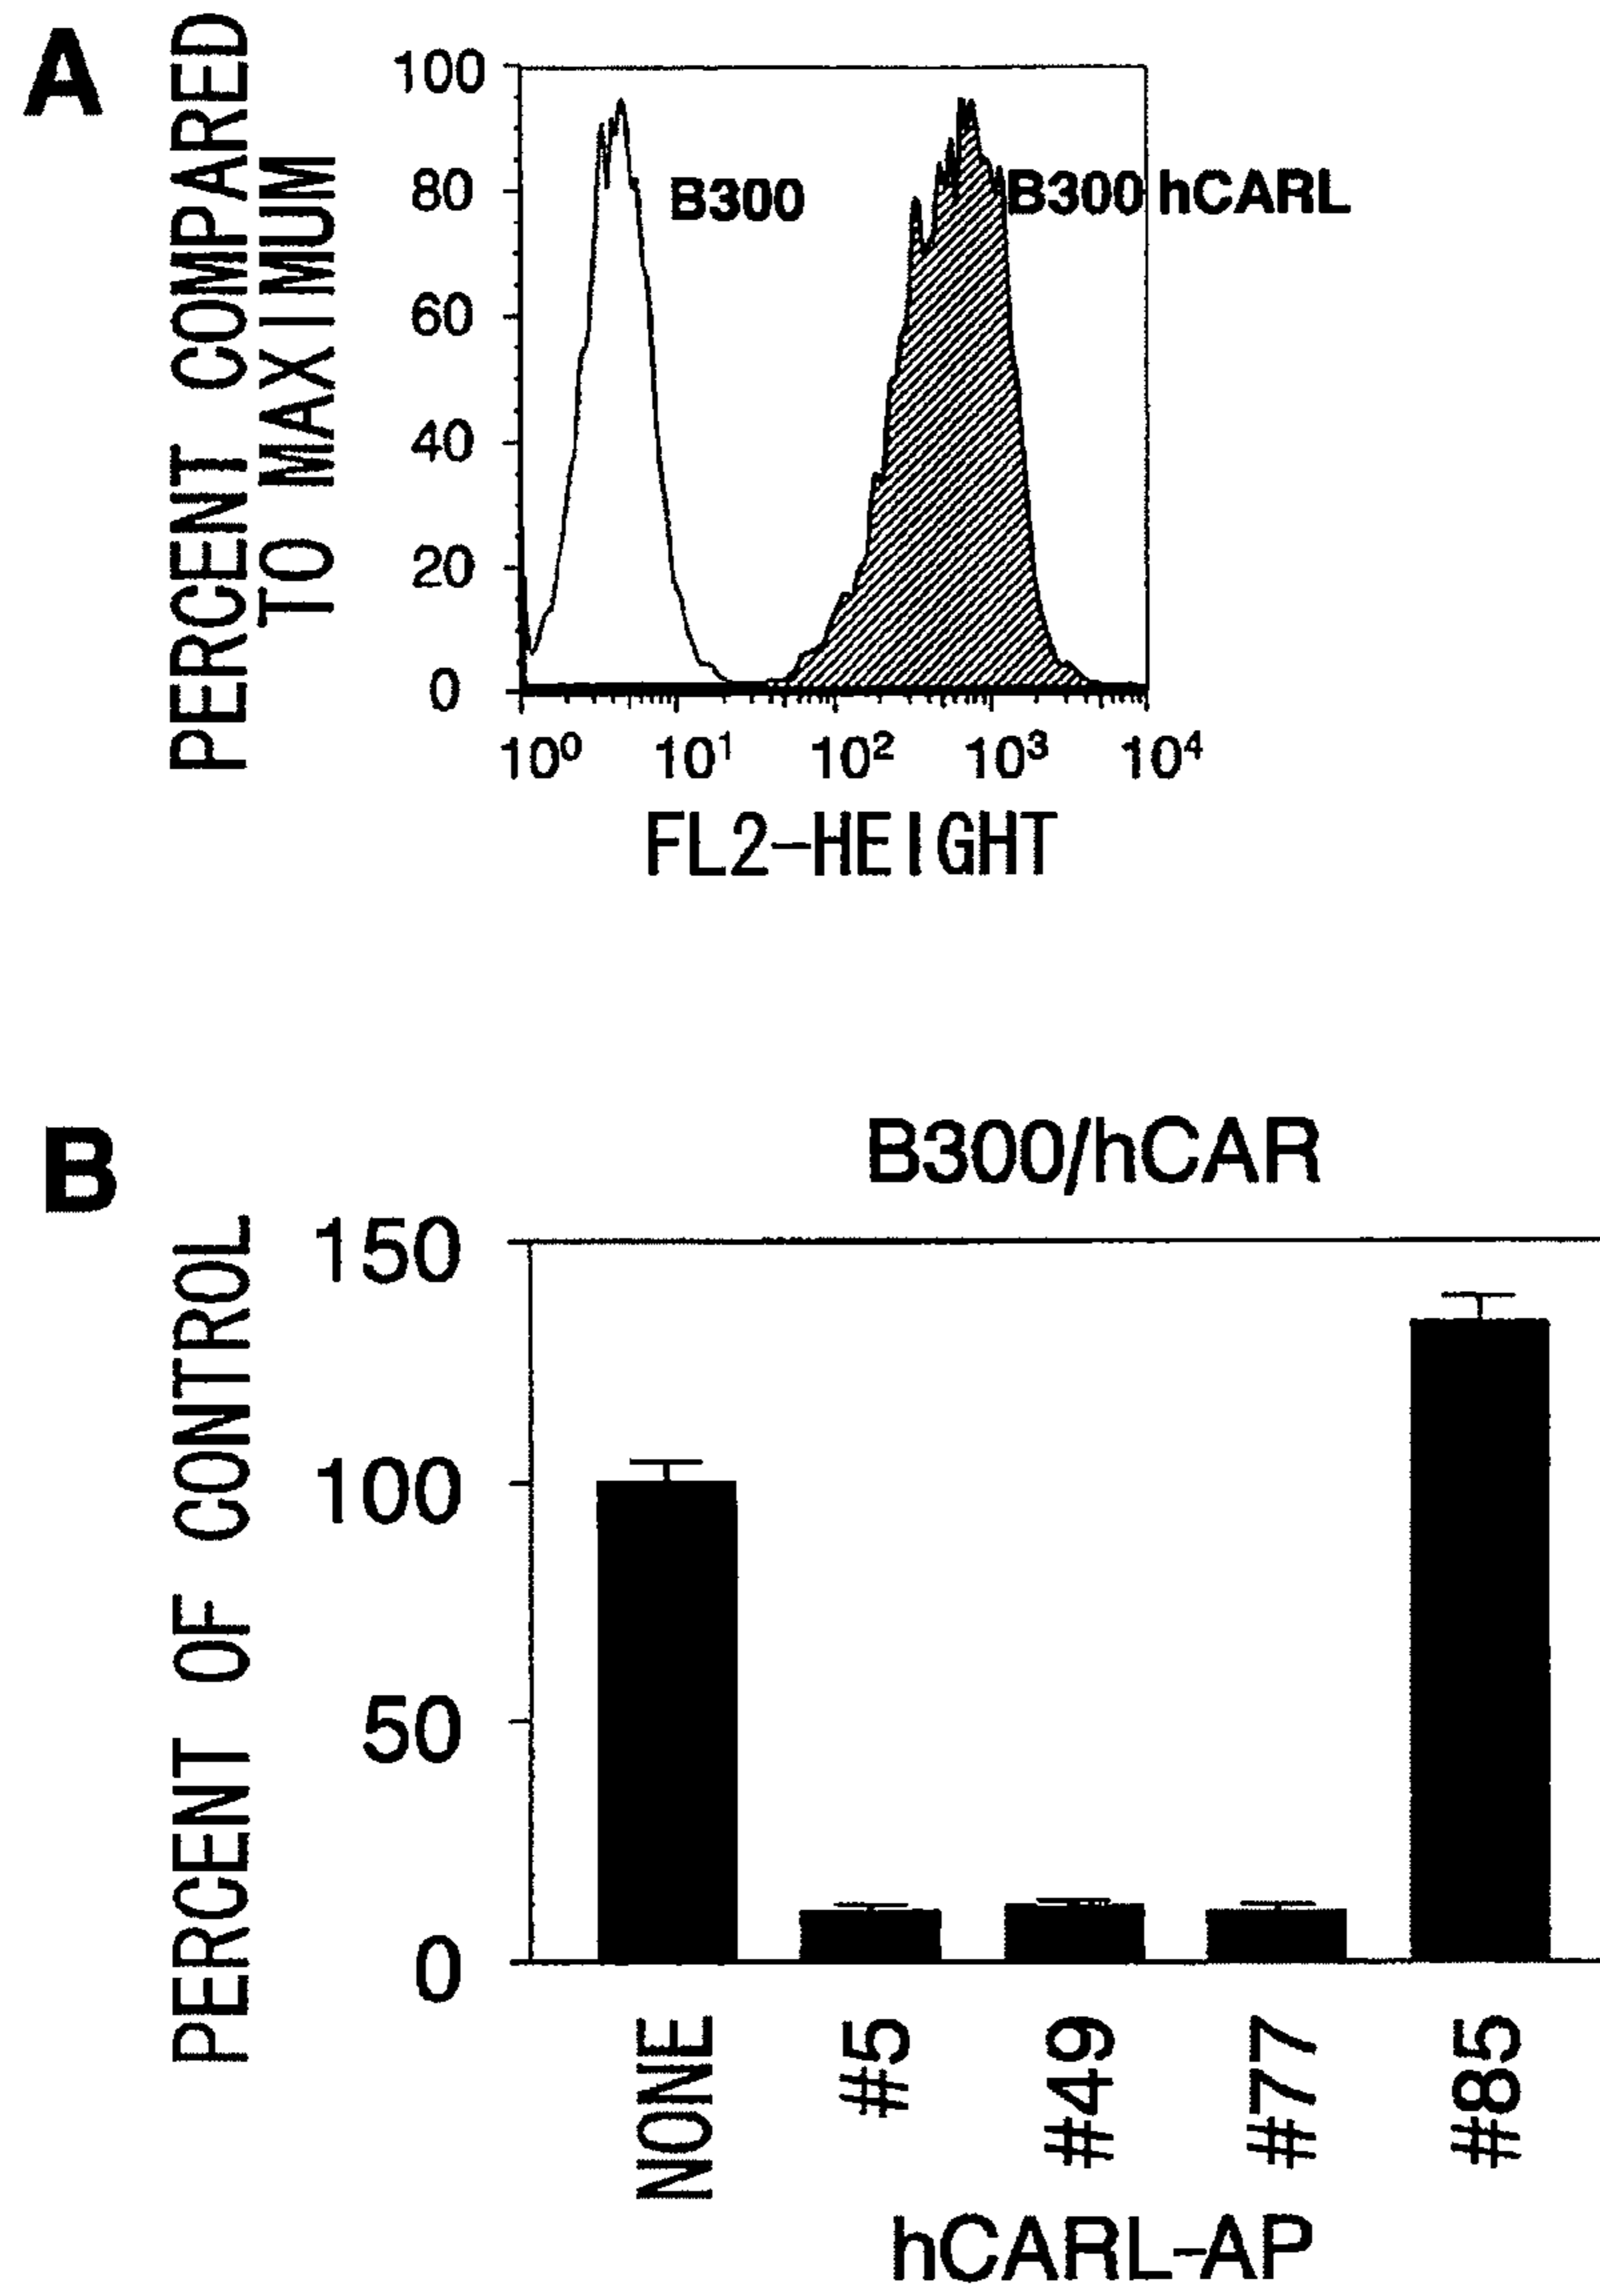 A
PERCENT COMPARED
TO MAXIMUM
100
80
60
40
20
0
B300
B300 hCARL
10⁰ 10¹ 10² 10³ 10⁴
FL2-HEIGHT
B
B300/hCAR
PERCENT OF CONTROL
150
100
50
0
NONE
#5
#49
#77
#85
hCARL-AP